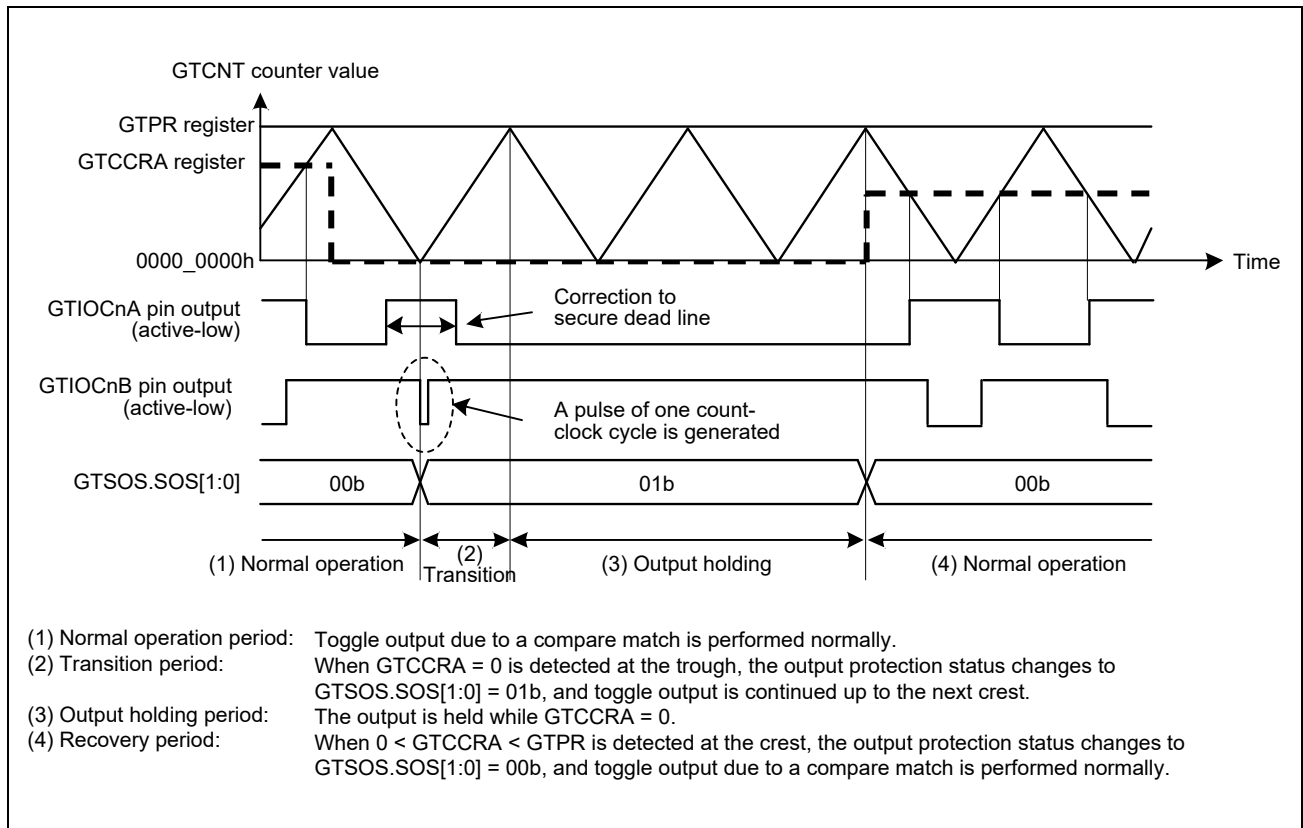 GTCNT counter value
GTPR register
GTCCRA register
0000_0000h
Time
GTIOCnA pin output
(active-low)
Correction to
secure dead line
GTIOCnB pin output
(active-low)
A pulse of one count-
clock cycle is generated
GTSOS.SOS[1:0]
00b
01b
00b
(1) Normal operation
(2)
Transition
(3) Output holding
(4) Normal operation
(1) Normal operation period: Toggle output due to a compare match is performed normally.
(2) Transition period: When GTCCRA = 0 is detected at the trough, the output protection status changes to
GTSOS.SOS[1:0] = 01b, and toggle output is continued up to the next crest.
(3) Output holding period: The output is held while GTCCRA = 0.
(4) Recovery period: When 0 < GTCCRA < GTPR is detected at the crest, the output protection status changes to
GTSOS.SOS[1:0] = 00b, and toggle output due to a compare match is performed normally.